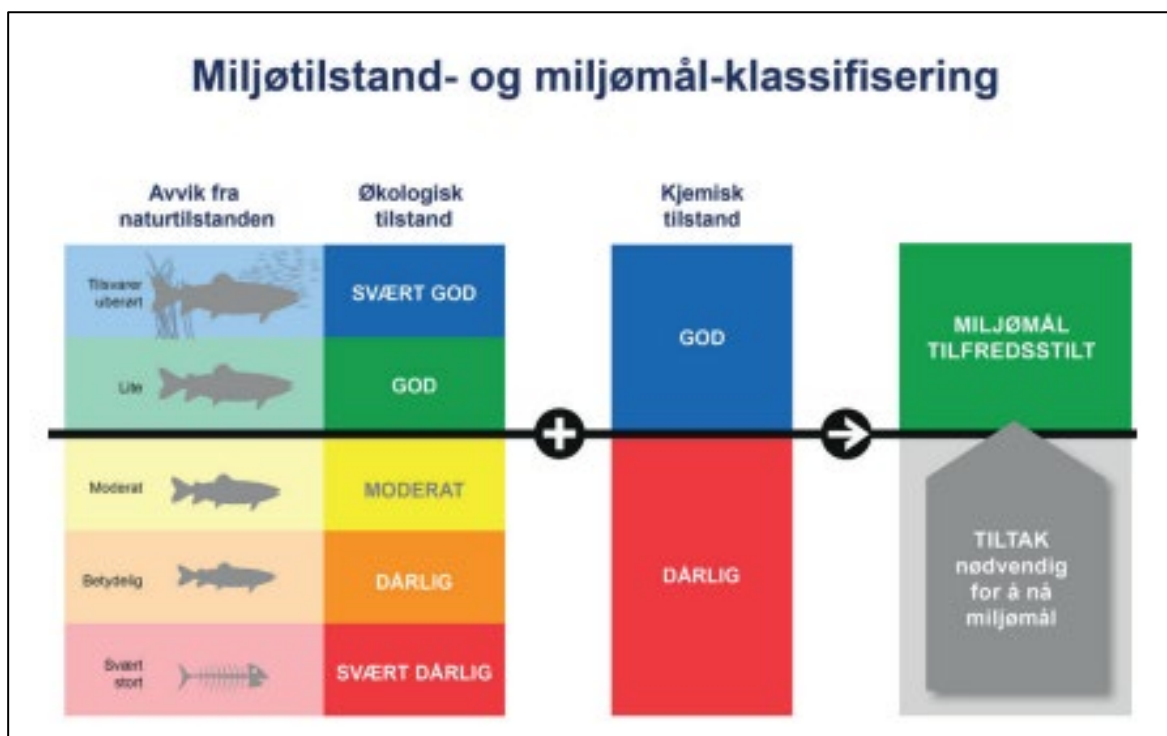 Miljøtilstand- og miljømål-klassifisering
Avvik fra
naturtilstanden
Økologisk
tilstand
Kjemisk
tilstand
Tilsvarer
uberørt
SVÆRT GOD
Lite
GOD
Moderat
MODERAT
Betydelig
DÅRLIG
Svært
stort
SVÆRT DÅRLIG
GOD
DÅRLIG
MILJØMÅL
TILFREDSSTILT
TILTAK
nødvendig
for å nå
miljømål